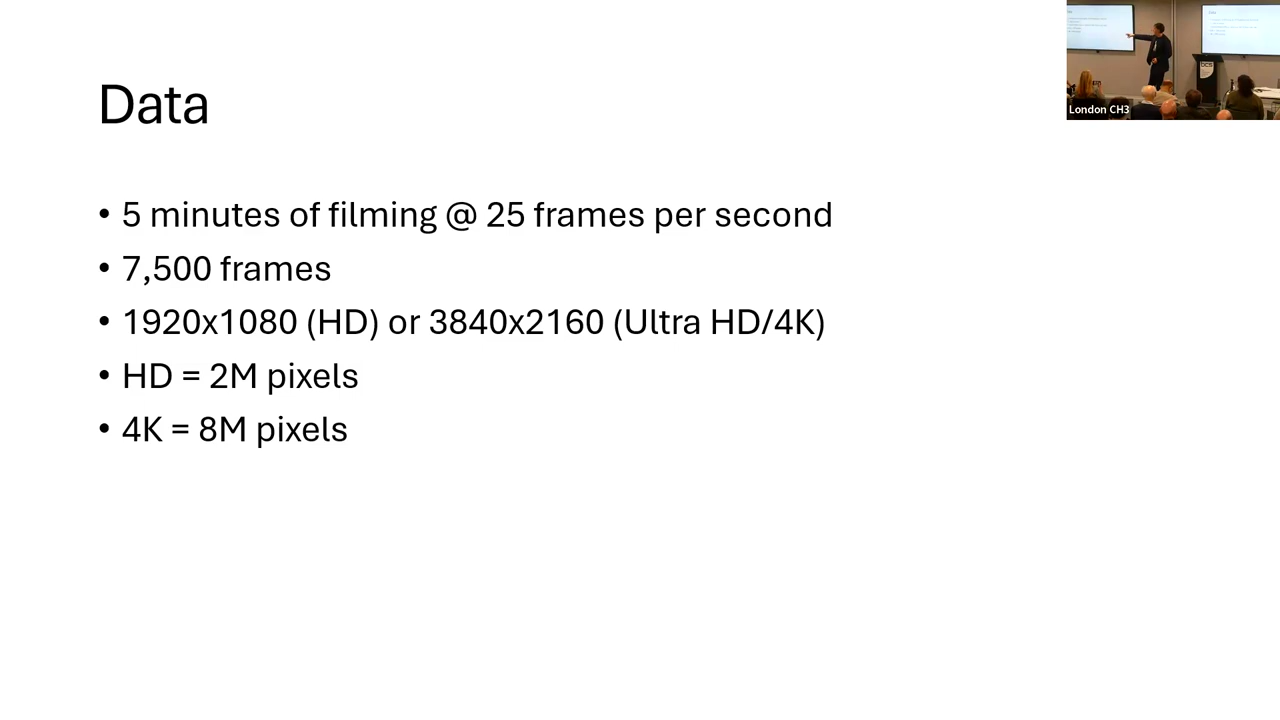 Data
• 5 minutes of filming @ 25 frames per second
• 7,500 frames
• 1920x1080 (HD) or 3840x2160 (Ultra HD/4K)
• HD = 2M pixels
• 4K = 8M pixels
London CH3